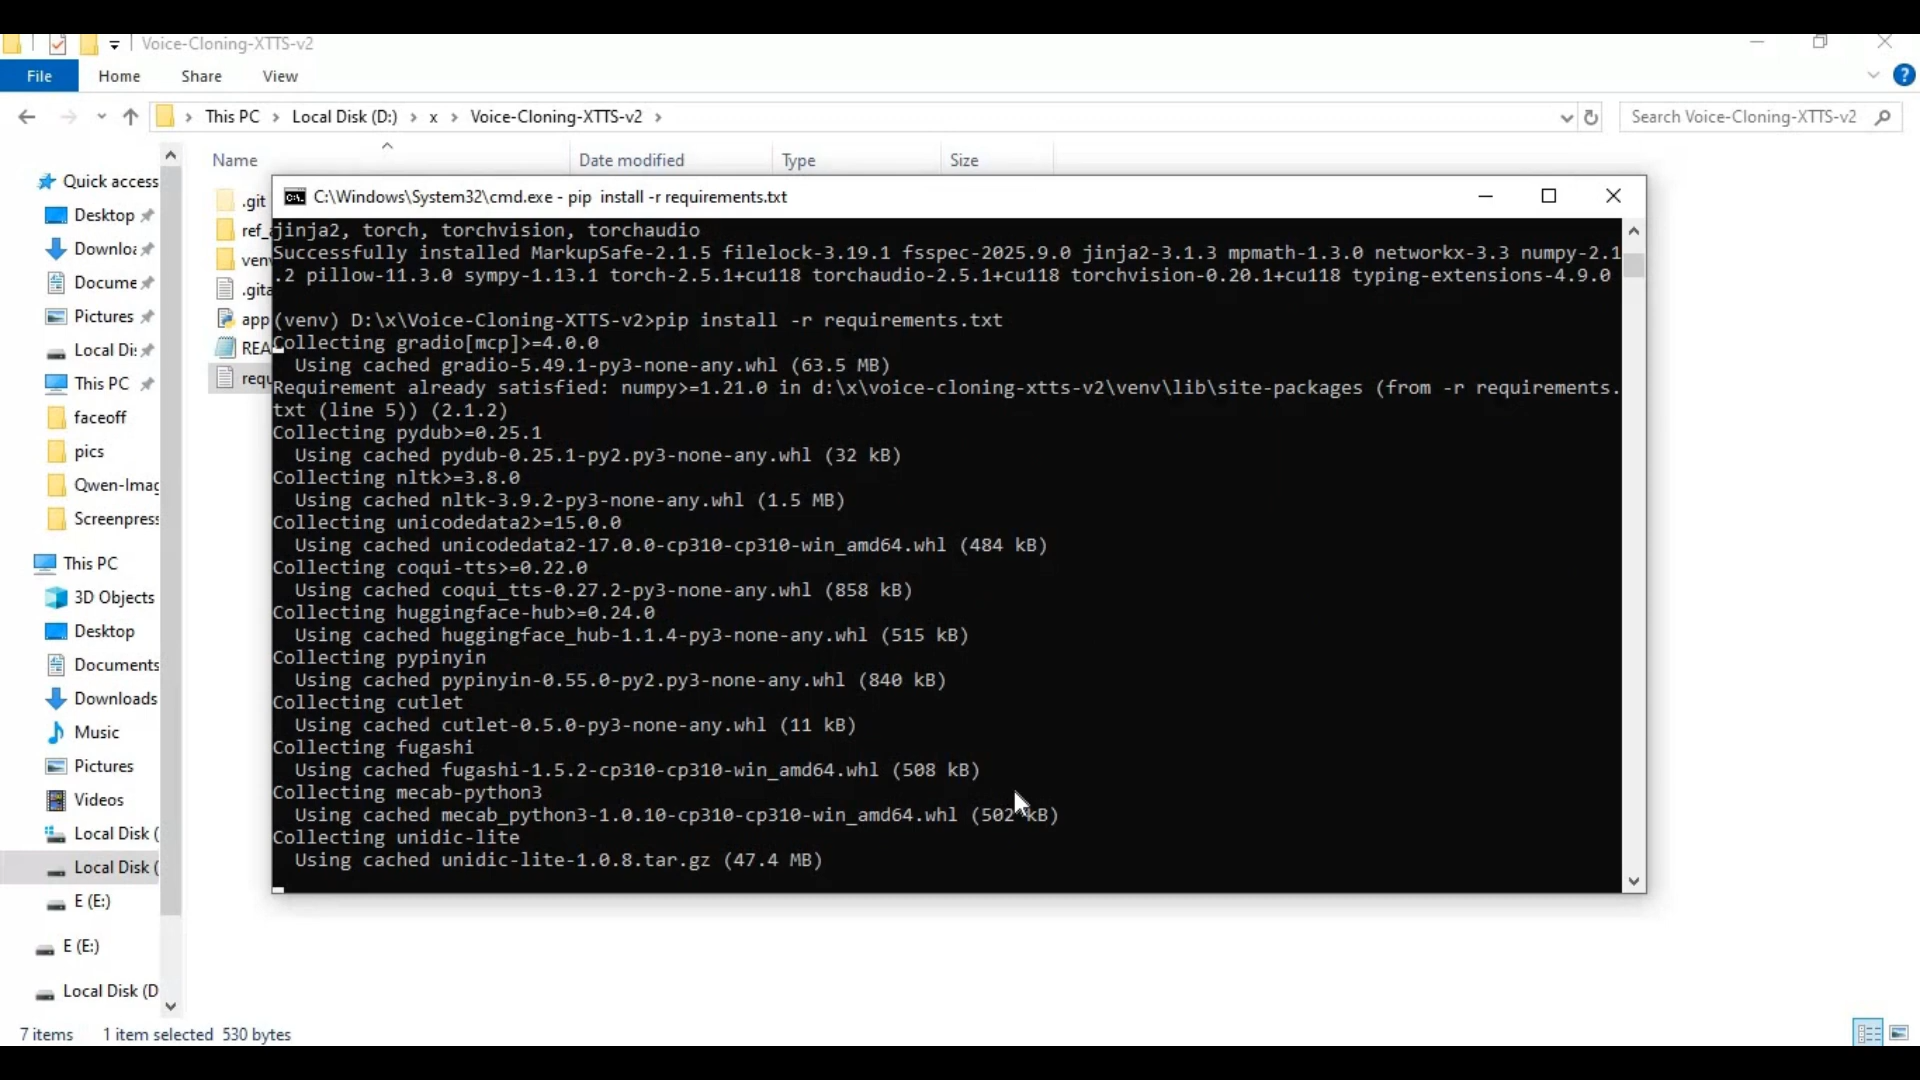 Voice-Cloning-XTTS-v2
File Home Share View
This PC > Local Disk (D:) > x > Voice-Cloning-XTTS-v2 >
Search Voice-Cloning-XTTS-v2
Name Date modified Type Size
Quick access
Desktop
Downloa
Docume
Pictures
Local Di
This PC
faceoff
pics
Qwen-Imag
Screenpress
This PC
3D Objects
Desktop
Documents
Downloads
Music
Pictures
Videos
Local Disk (
Local Disk (
E (E:)
E (E:)
Local Disk (D
.git
ref_
ven
.gita
app
REA
requ
C:\Windows\System32\cmd.exe - pip install -r requirements.txt
jinja2, torch, torchvision, torchaudio
Successfully installed MarkupSafe-2.1.5 filelock-3.19.1 fsspec-2025.9.0 jinja2-3.1.3 mpmath-1.3.0 networkx-3.3 numpy-2.1
.2 pillow-11.3.0 sympy-1.13.1 torch-2.5.1+cu118 torchaudio-2.5.1+cu118 torchvision-0.20.1+cu118 typing-extensions-4.9.0
(venv) D:\x\Voice-Cloning-XTTS-v2>pip install -r requirements.txt
Collecting gradio[mcp]>=4.0.0
Using cached gradio-5.49.1-py3-none-any.whl (63.5 MB)
Requirement already satisfied: numpy>=1.21.0 in d:\x\voice-cloning-xtts-v2\venv\lib\site-packages (from -r requirements.
txt (line 5)) (2.1.2)
Collecting pydub>=0.25.1
Using cached pydub-0.25.1-py2.py3-none-any.whl (32 kB)
Collecting nltk>=3.8.0
Using cached nltk-3.9.2-py3-none-any.whl (1.5 MB)
Collecting unicodedata2>=15.0.0
Using cached unicodedata2-17.0.0-cp310-cp310-win_amd64.whl (484 kB)
Collecting coqui-tts>=0.22.0
Using cached coqui_tts-0.27.2-py3-none-any.whl (858 kB)
Collecting huggingface-hub>=0.24.0
Using cached huggingface_hub-1.1.4-py3-none-any.whl (515 kB)
Collecting pypinyin
Using cached pypinyin-0.55.0-py2.py3-none-any.whl (840 kB)
Collecting cutlet
Using cached cutlet-0.5.0-py3-none-any.whl (11 kB)
Collecting fugashi
Using cached fugashi-1.5.2-cp310-cp310-win_amd64.whl (508 kB)
Collecting mecab-python3
Using cached mecab_python3-1.0.10-cp310-cp310-win_amd64.whl (502 kB)
Collecting unidic-lite
Using cached unidic-lite-1.0.8.tar.gz (47.4 MB)
7 items 1 item selected 530 bytes